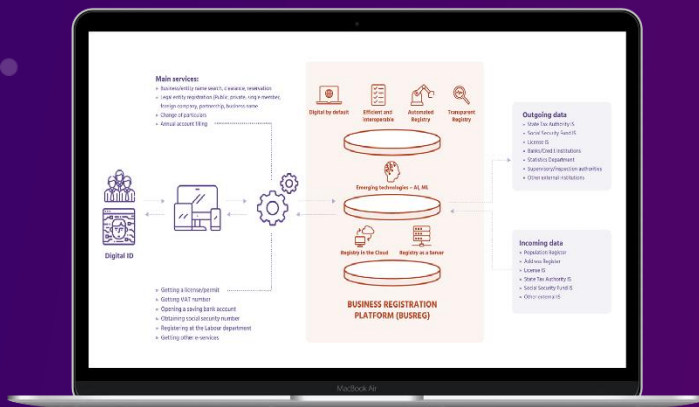 Main services:
» Business/entity name search, clearance, reservation
» Legal entity registration (Public, private, single member,
foreign company, partnership, business name
» Change of particulars
» Annual account filing
Digital ID
» Getting a license/permit
» Getting VAT number
» Opening a saving bank account
» Obtaining social security number
» Registering at the Labour department
» Getting other e-services
Digital by default
Efficient and
interoperable
Automated
Registry
Transparent
Registry
Emerging technologies – AI, ML
Registry in the Cloud
Registry as a Server
BUSINESS REGISTRATION
PLATFORM (BUSREG)
Outgoing data
» State Tax Authority IS
» Social Security Fund IS
» License IS
» Banks/Credit institutions
» Statistics Department
» Supervisory/inspection authorities
» Other external institutions
Incoming data
» Population Register
» Address Register
» License IS
» State Tax Authority IS
» Social Security Fund IS
» Other external IS
MacBook Air